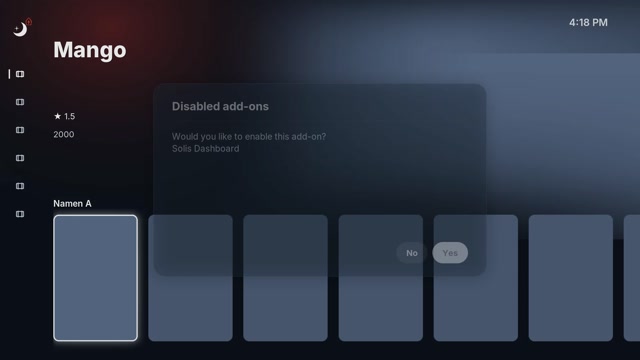 4:18 PM
Mango
Disabled add-ons
★ 1.5
2000
Would you like to enable this add-on?
Solis Dashboard
Namen A
No
Yes